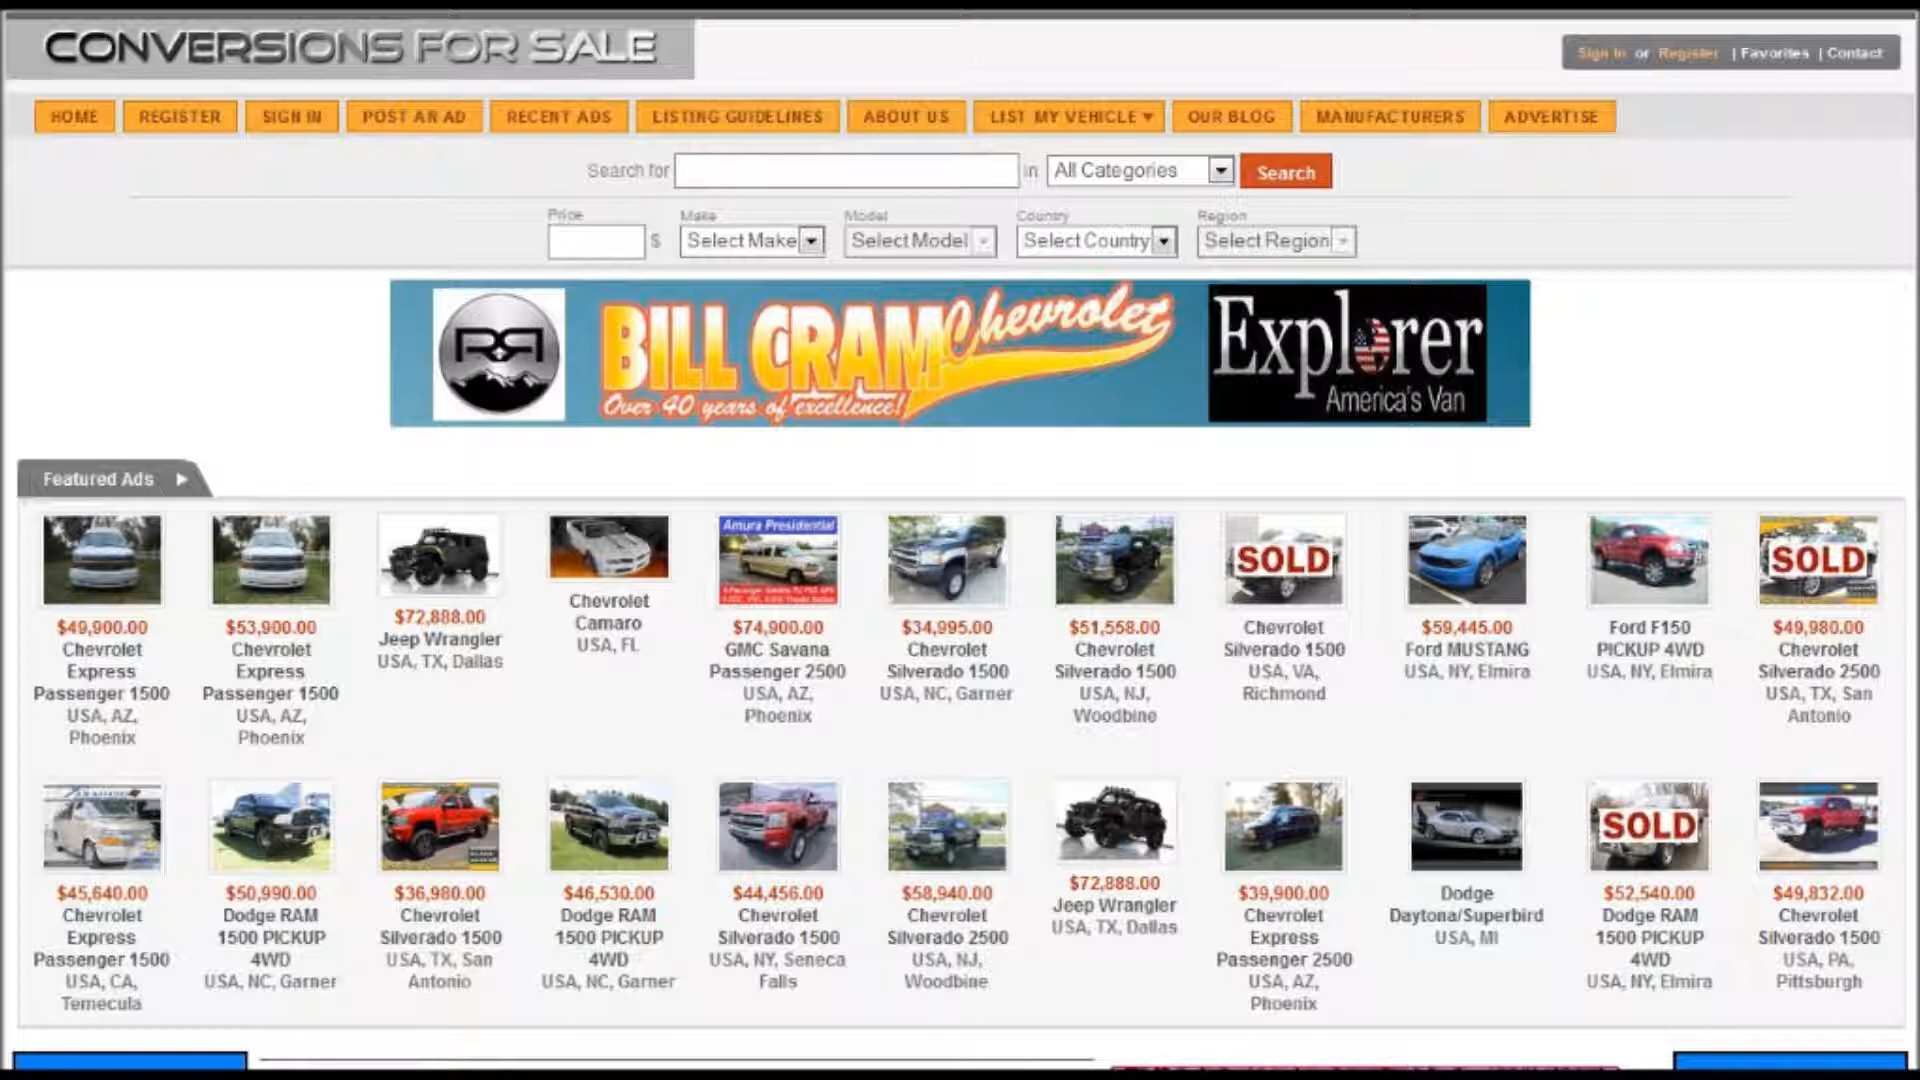 CONVERSIONS FOR SALE
Sign In or Register | Favorites | Contact
HOME REGISTER SIGN IN POST AN AD RECENT ADS LISTING GUIDELINES ABOUT US LIST MY VEHICLE OUR BLOG MANUFACTURERS ADVERTISE
Search for in All Categories Search
Price Make Model Country Region
$ Select Make Select Model Select Country Select Region
BILL CRAM Chevrolet
Over 40 years of excellence!
Explorer
America's Van
Featured Ads
Antura Presidential
SOLD
SOLD
$49,900.00
Chevrolet
Express
Passenger 1500
USA, AZ,
Phoenix
$53,900.00
Chevrolet
Express
Passenger 1500
USA, AZ,
Phoenix
$72,888.00
Jeep Wrangler
USA, TX, Dallas
Chevrolet
Camaro
USA, FL
$74,900.00
GMC Savana
Passenger 2500
USA, AZ,
Phoenix
$34,995.00
Chevrolet
Silverado 1500
USA, NC, Garner
$51,558.00
Chevrolet
Silverado 1500
USA, NJ,
Woodbine
Chevrolet
Silverado 1500
USA, VA,
Richmond
$59,445.00
Ford MUSTANG
USA, NY, Elmira
Ford F150
PICKUP 4WD
USA, NY, Elmira
$49,980.00
Chevrolet
Silverado 2500
USA, TX, San
Antonio
$45,640.00
Chevrolet
Express
Passenger 1500
USA, CA,
Temecula
$50,990.00
Dodge RAM
1500 PICKUP
4WD
USA, NC, Garner
$36,980.00
Chevrolet
Silverado 1500
USA, TX, San
Antonio
$46,530.00
Dodge RAM
1500 PICKUP
4WD
USA, NC, Garner
$44,456.00
Chevrolet
Silverado 1500
USA, NY, Seneca
Falls
$58,940.00
Chevrolet
Silverado 2500
USA, NJ,
Woodbine
$72,888.00
Jeep Wrangler
USA, TX, Dallas
$39,900.00
Chevrolet
Express
Passenger 2500
USA, AZ,
Phoenix
Dodge
Daytona/Superbird
USA, MI
SOLD
$52,540.00
Dodge RAM
1500 PICKUP
4WD
USA, NY, Elmira
$49,832.00
Chevrolet
Silverado 1500
USA, PA,
Pittsburgh